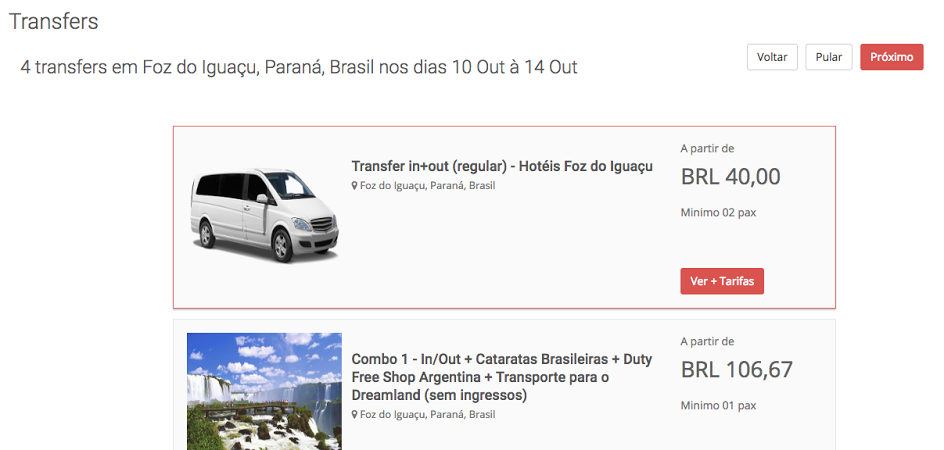 Transfers
4 transfers em Foz do Iguaçu, Paraná, Brasil nos dias 10 Out à 14 Out
Voltar
Pular
Próximo
Transfer in+out (regular) - Hotéis Foz do Iguaçu
Foz do Iguaçu, Paraná, Brasil
A partir de
BRL 40,00
Minimo 02 pax
Ver + Tarifas
Combo 1 - In/Out + Cataratas Brasileiras + Duty
Free Shop Argentina + Transporte para o
Dreamland (sem ingressos)
Foz do Iguaçu, Paraná, Brasil
A partir de
BRL 106,67
Minimo 01 pax